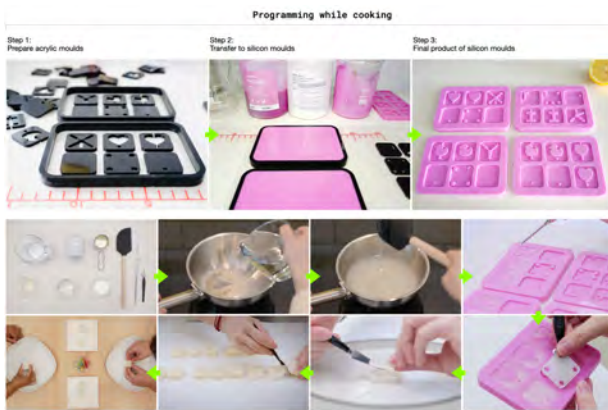 Programming while cooking
Step 1:
Prepare acrylic moulds
Step 2:
Transfer to silicon moulds
Step 3:
Final product of silicon moulds